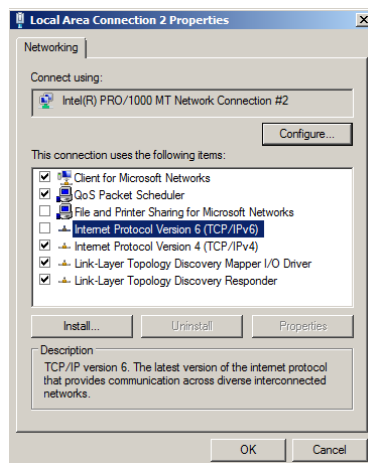 Local Area Connection 2 Properties
Networking
Connect using:
Intel(R) PRO/1000 MT Network Connection #2
Configure...
This connection uses the following items:
Client for Microsoft Networks
QoS Packet Scheduler
File and Printer Sharing for Microsoft Networks
Internet Protocol Version 6 (TCP/IPv6)
Internet Protocol Version 4 (TCP/IPv4)
Link-Layer Topology Discovery Mapper I/O Driver
Link-Layer Topology Discovery Responder
Install... Uninstall Properties
Description
TCP/IP version 6. The latest version of the internet protocol
that provides communication across diverse interconnected
networks.
OK Cancel